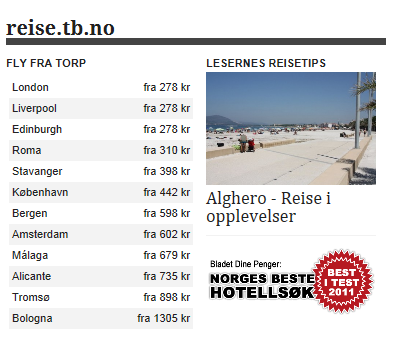 reise.tb.no
FLY FRA TORP
London fra 278 kr
Liverpool fra 278 kr
Edinburgh fra 278 kr
Roma fra 310 kr
Stavanger fra 398 kr
København fra 442 kr
Bergen fra 598 kr
Amsterdam fra 602 kr
Málaga fra 679 kr
Alicante fra 735 kr
Tromsø fra 898 kr
Bologna fra 1305 kr
LESERNES REISETIPS
Alghero - Reise i
opplevelser
Bladet Dine Penger:
NORGES BESTE
HOTELLSØK
BEST
I TEST
2011